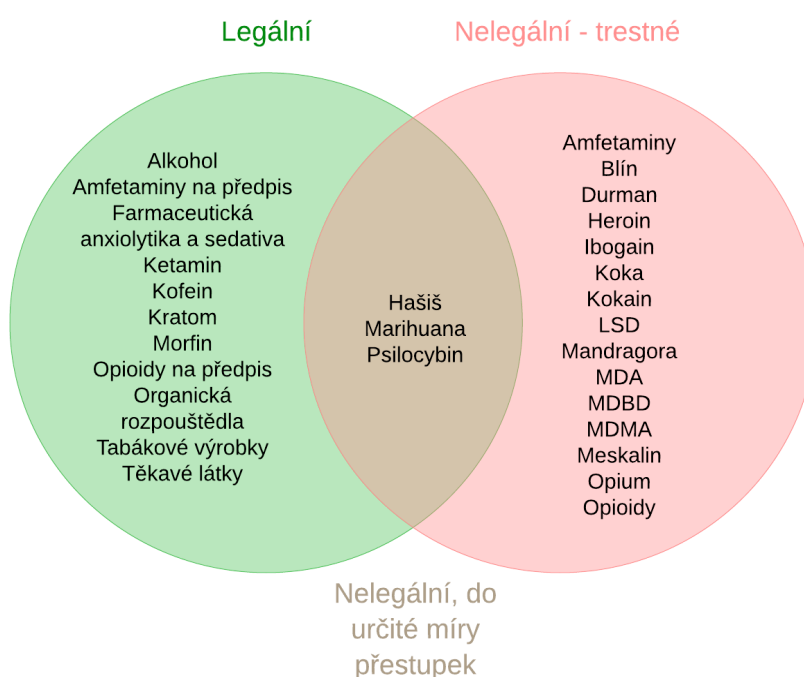 Legální
Nelegální - trestné
Alkohol
Amfetaminy na předpis
Farmaceutická
anxiolytika a sedativa
Ketamin
Kofein
Kratom
Morfin
Opioidy na předpis
Organická
rozpouštědla
Tabákové výrobky
Těkavé látky
Hašiš
Marihuana
Psilocybin
Amfetaminy
Blín
Durman
Heroin
Ibogain
Koka
Kokain
LSD
Mandragora
MDA
MDBD
MDMA
Meskalin
Opium
Opioidy
Nelegální, do
určité míry
přestupek